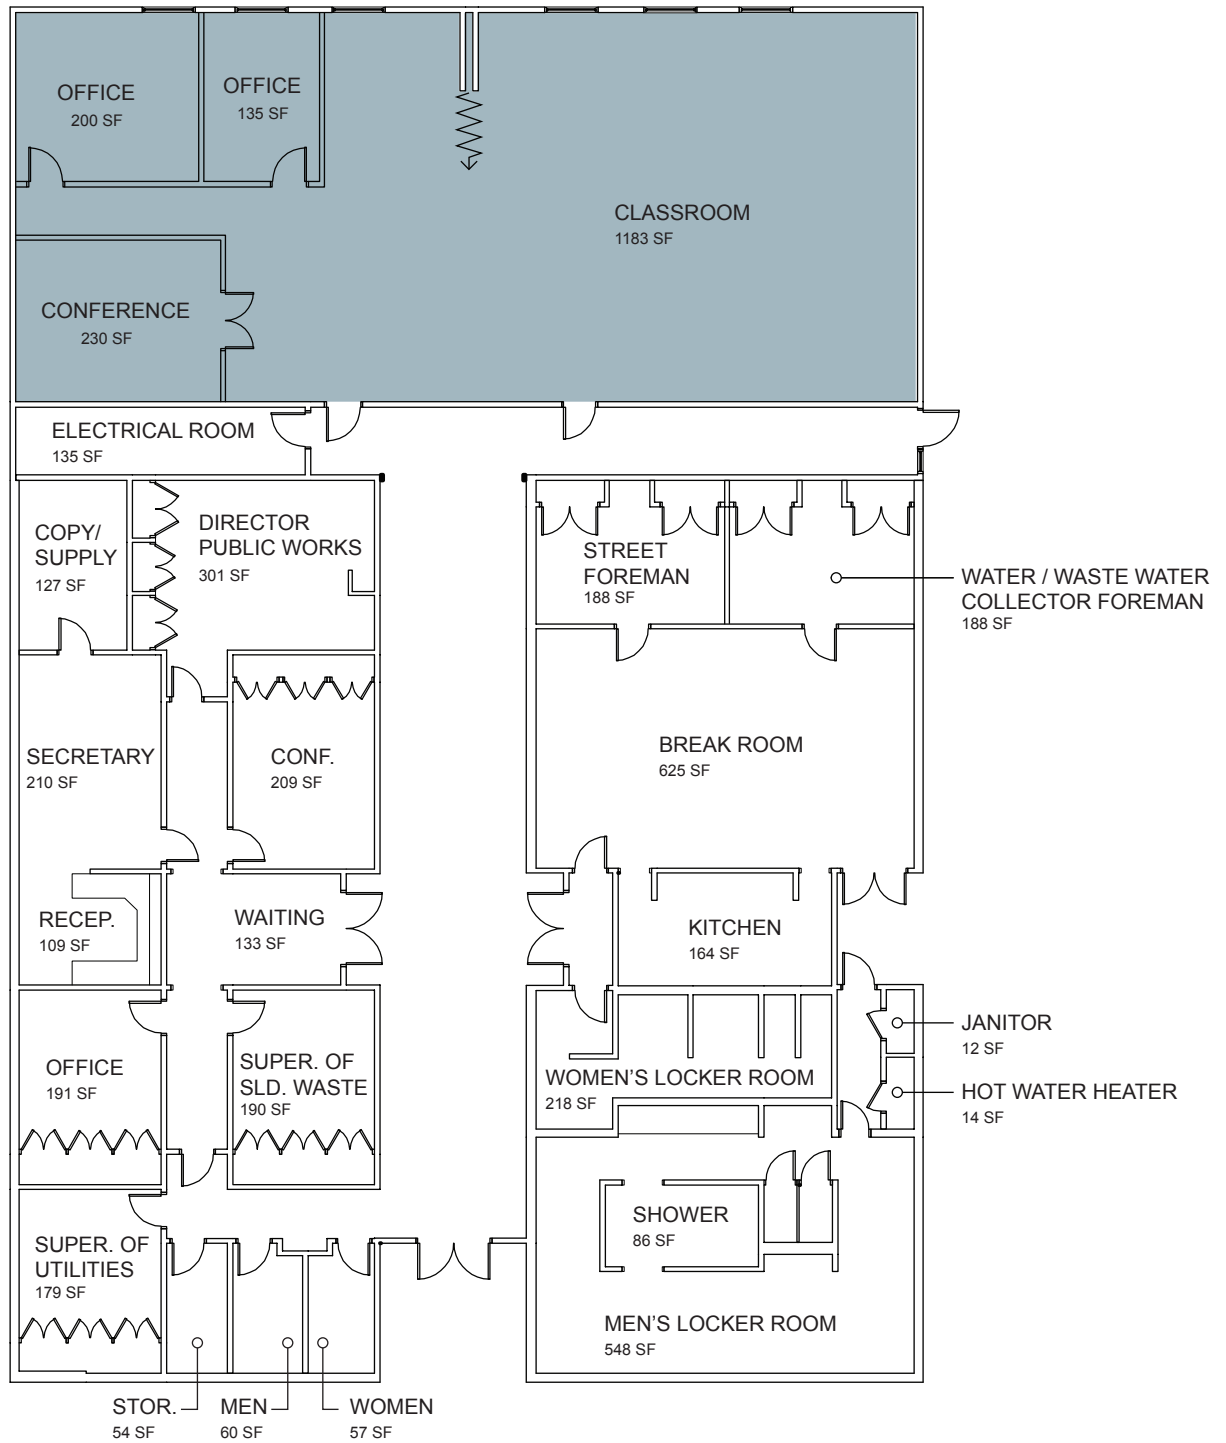 OFFICE
200 SF
OFFICE
135 SF
CLASSROOM
1183 SF
CONFERENCE
230 SF
ELECTRICAL ROOM
135 SF
COPY/
SUPPLY
127 SF
DIRECTOR
PUBLIC WORKS
301 SF
STREET
FOREMAN
188 SF
WATER / WASTE WATER
COLLECTOR FOREMAN
188 SF
SECRETARY
210 SF
CONF.
209 SF
BREAK ROOM
625 SF
RECEP.
109 SF
WAITING
133 SF
KITCHEN
164 SF
OFFICE
191 SF
SUPER. OF
SLD. WASTE
190 SF
WOMEN'S LOCKER ROOM
218 SF
JANITOR
12 SF
HOT WATER HEATER
14 SF
SUPER. OF
UTILITIES
179 SF
SHOWER
86 SF
MEN'S LOCKER ROOM
548 SF
STOR.
54 SF
MEN
60 SF
WOMEN
57 SF